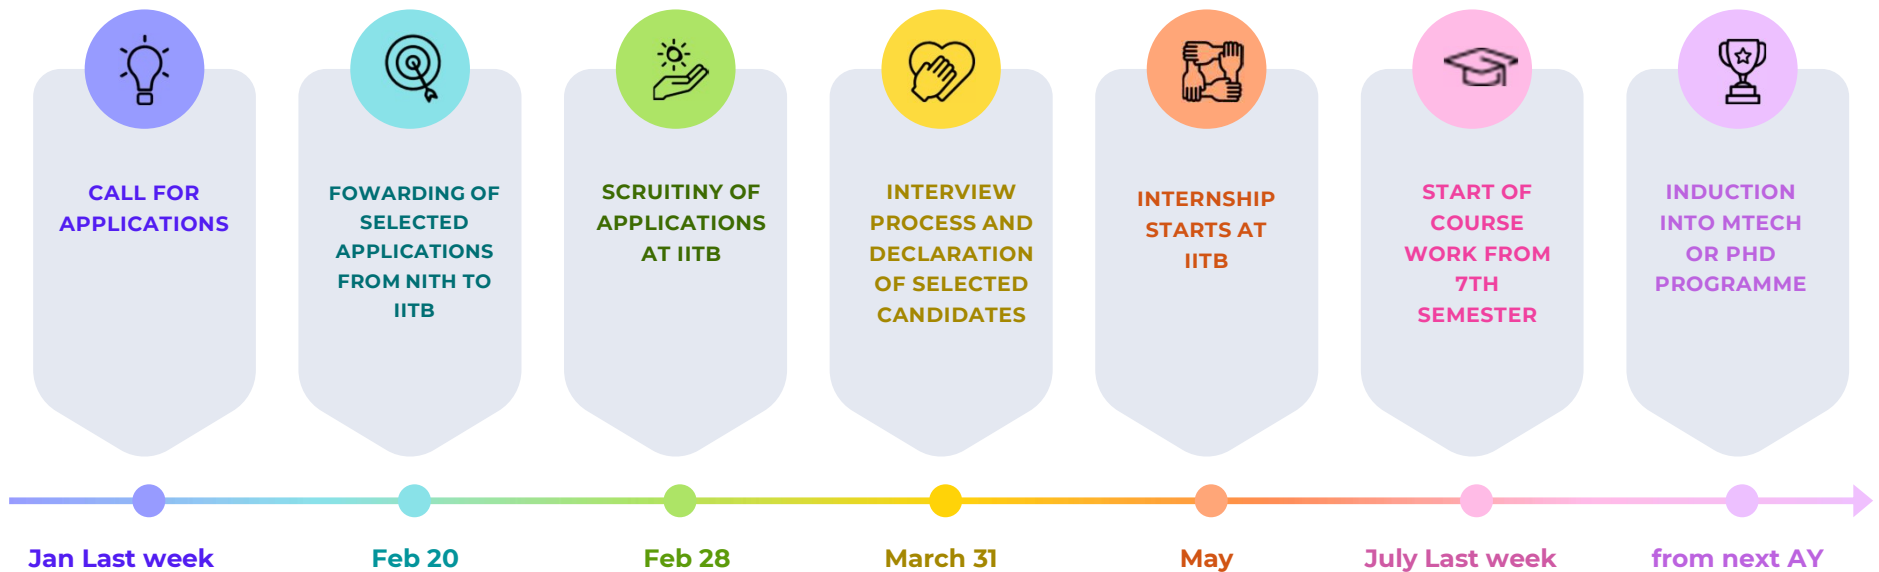 CALL FOR
APPLICATIONS
FOWARDING OF
SELECTED
APPLICATIONS
FROM NITH TO
IITB
SCRUITINY OF
APPLICATIONS
AT IITB
INTERVIEW
PROCESS AND
DECLARATION
OF SELECTED
CANDIDATES
INTERNSHIP
STARTS AT
IITB
START OF
COURSE
WORK FROM
7TH
SEMESTER
INDUCTION
INTO MTECH
OR PHD
PROGRAMME
Jan Last week
Feb 20
Feb 28
March 31
May
July Last week
from next AY